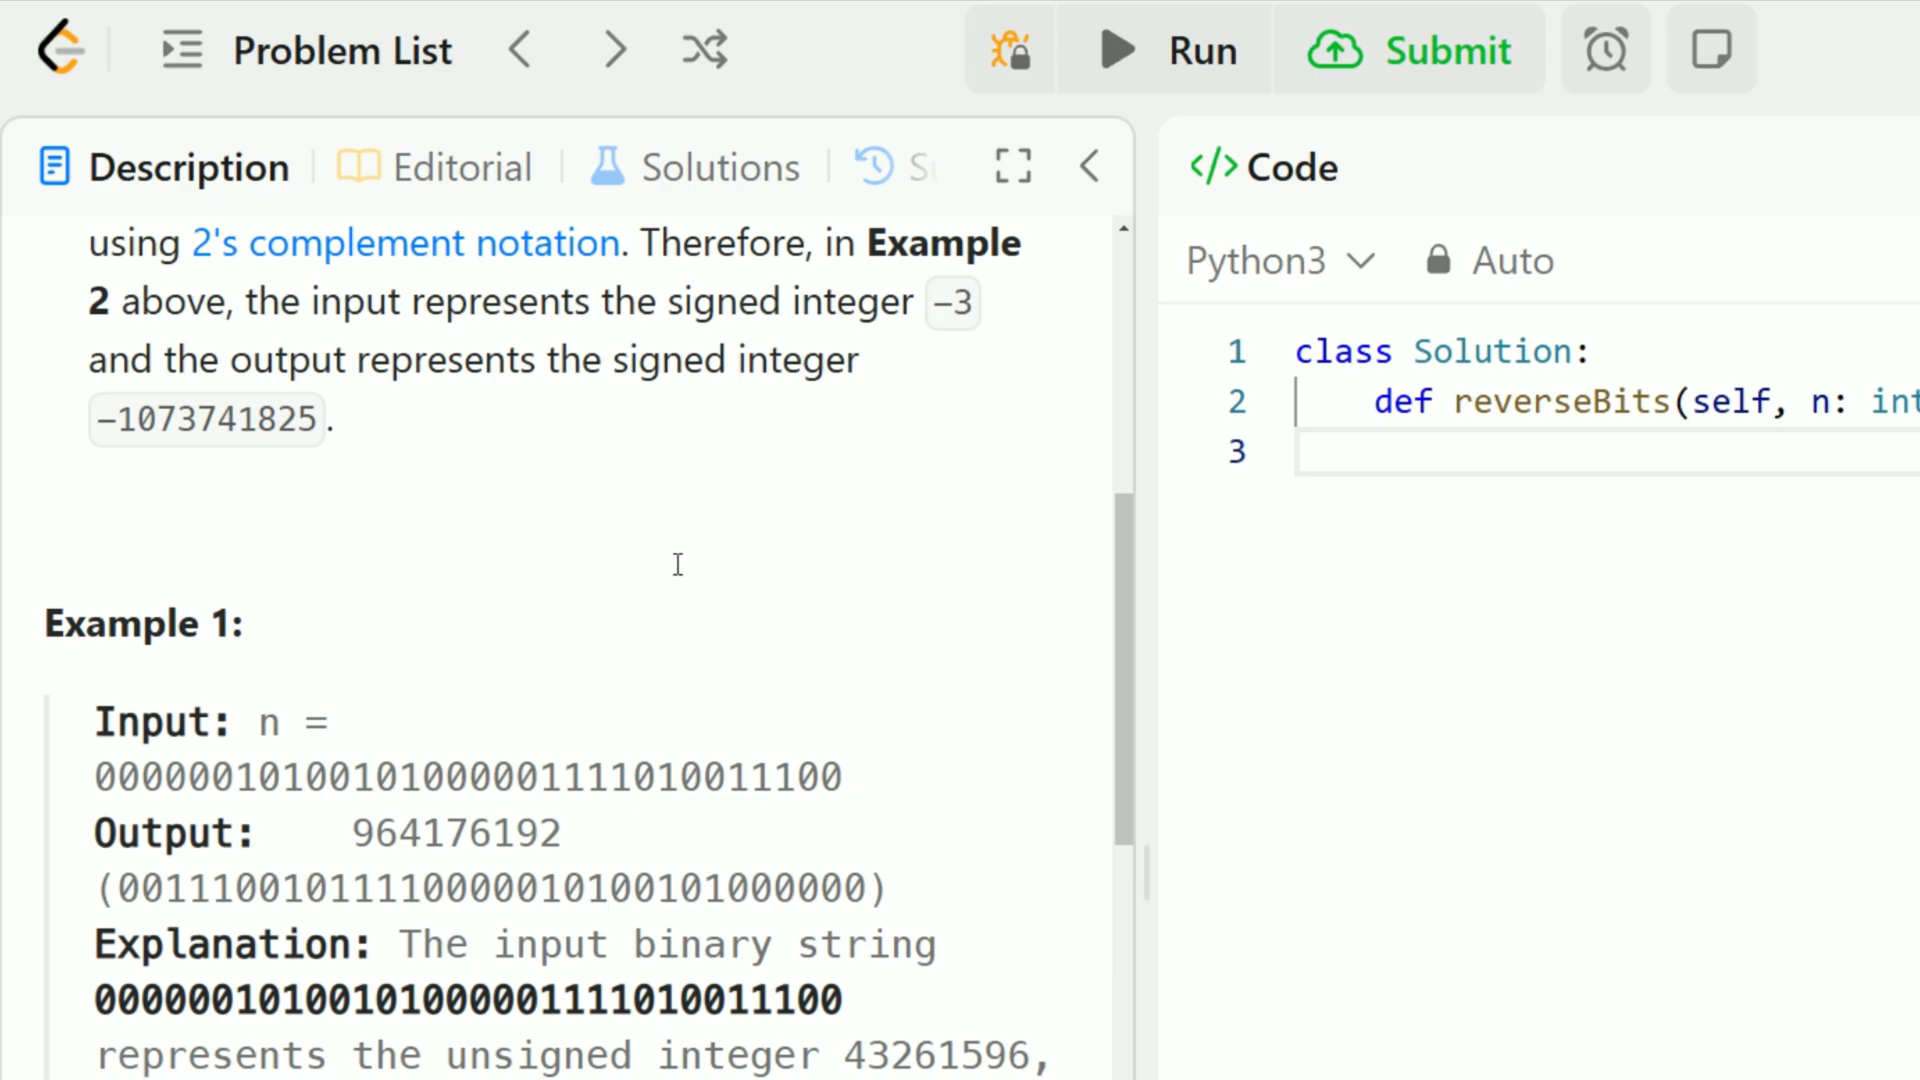 Problem List
Run
Submit
Description
Editorial
Solutions
Code
using 2's complement notation. Therefore, in Example
2 above, the input represents the signed integer -3
and the output represents the signed integer
-1073741825.
Python3
Auto
1 class Solution:
2 def reverseBits(self, n: int
3
Example 1:
Input: n =
00000010100101000001111010011100
Output: 964176192
(00111001011110000010100101000000)
Explanation: The input binary string
00000010100101000001111010011100
represents the unsigned integer 43261596,